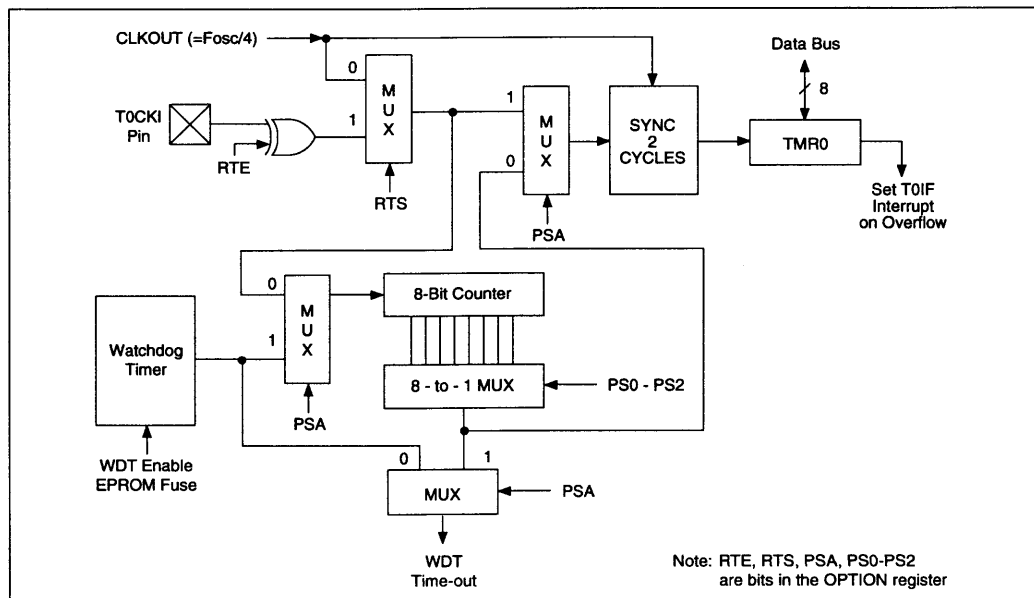 CLKOUT (=Fosc/4)
0
1
T0CKI
Pin
RTE
M
U
X
RTS
1
0
M
U
X
PSA
SYNC
2
CYCLES
Data Bus
8
TMR0
Set T0IF
Interrupt
on Overflow
0
1
M
U
X
PSA
Watchdog
Timer
WDT Enable
EPROM Fuse
8-Bit Counter
8 - to - 1 MUX
PS0 - PS2
0
1
MUX
PSA
WDT
Time-out
Note: RTE, RTS, PSA, PS0-PS2
are bits in the OPTION register